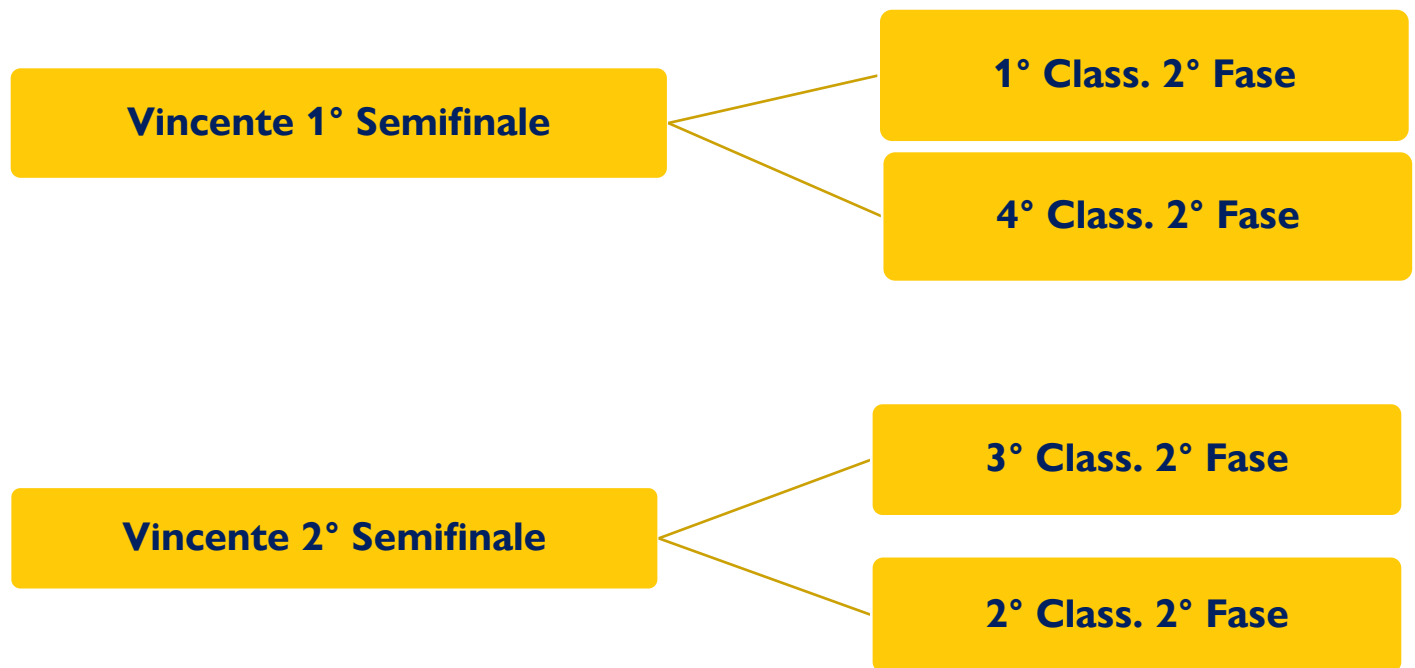 1° Class. 2° Fase
Vincente 1° Semifinale
4° Class. 2° Fase
3° Class. 2° Fase
Vincente 2° Semifinale
2° Class. 2° Fase